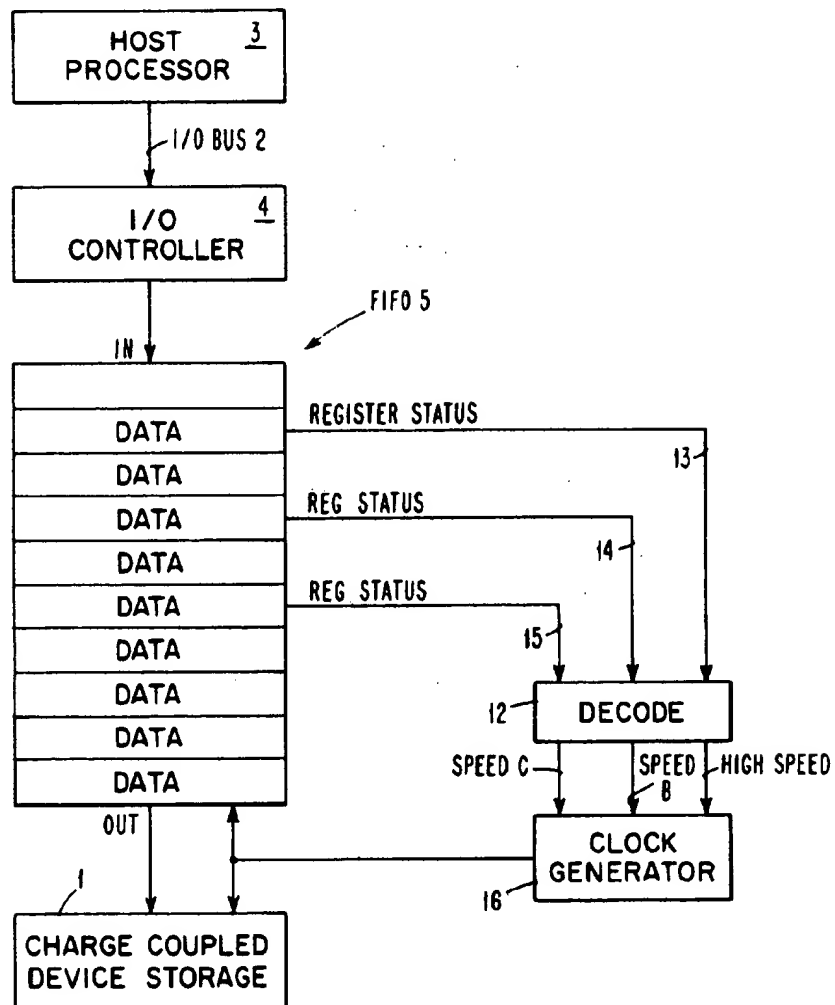 HOST 3
PROCESSOR
I/O BUS 2
I/O 4
CONTROLLER
FIFO 5
IN
DATA
REGISTER STATUS
13
DATA
DATA
REG STATUS
14
DATA
DATA
REG STATUS
15
DATA
DATA
DATA
DATA
12
DECODE
SPEED C
SPEED
B
HIGH SPEED
OUT
CLOCK
GENERATOR
16
1
CHARGE COUPLED
DEVICE STORAGE